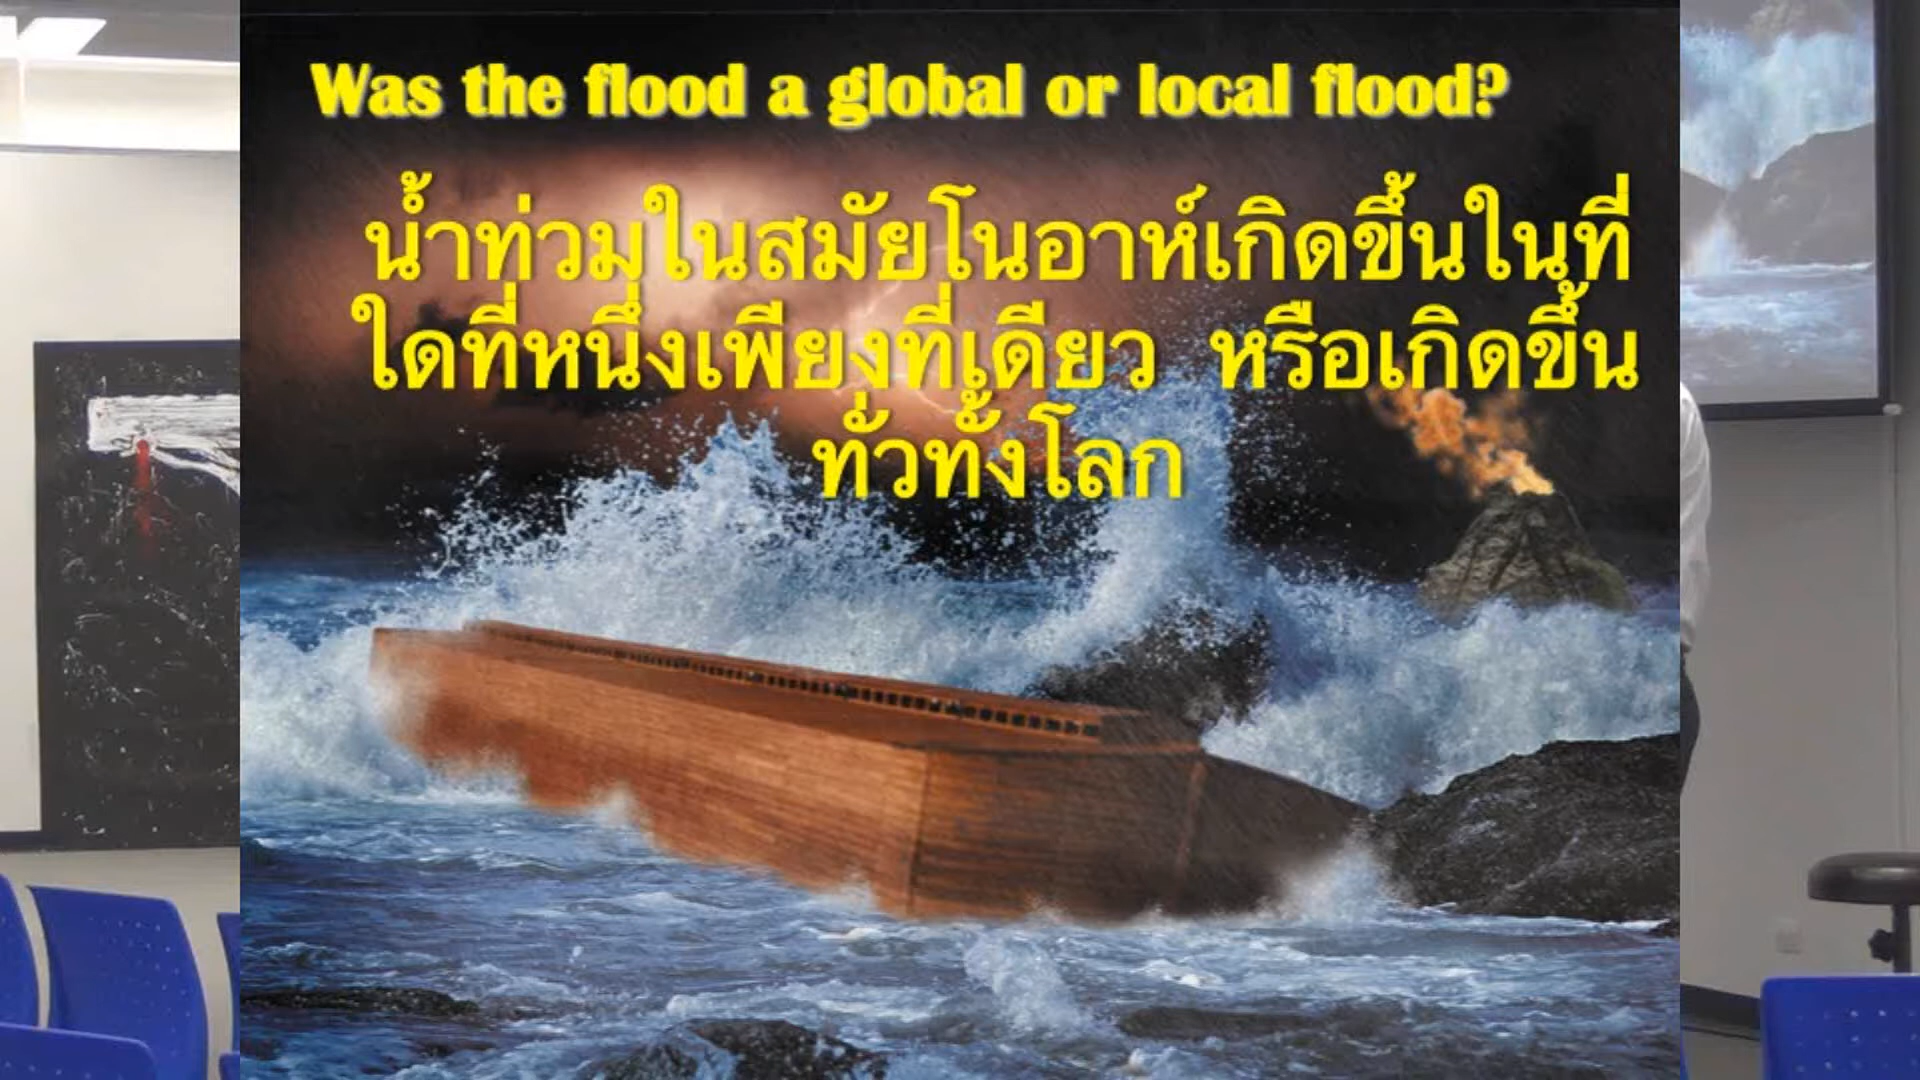 Was the flood a global or local flood?
น้ำท่วมในสมัยโนอาห์เกิดขึ้นในที่
ใดที่หนึ่งเพียงที่เดียว หรือเกิดขึ้น
ทั่วทั้งโลก